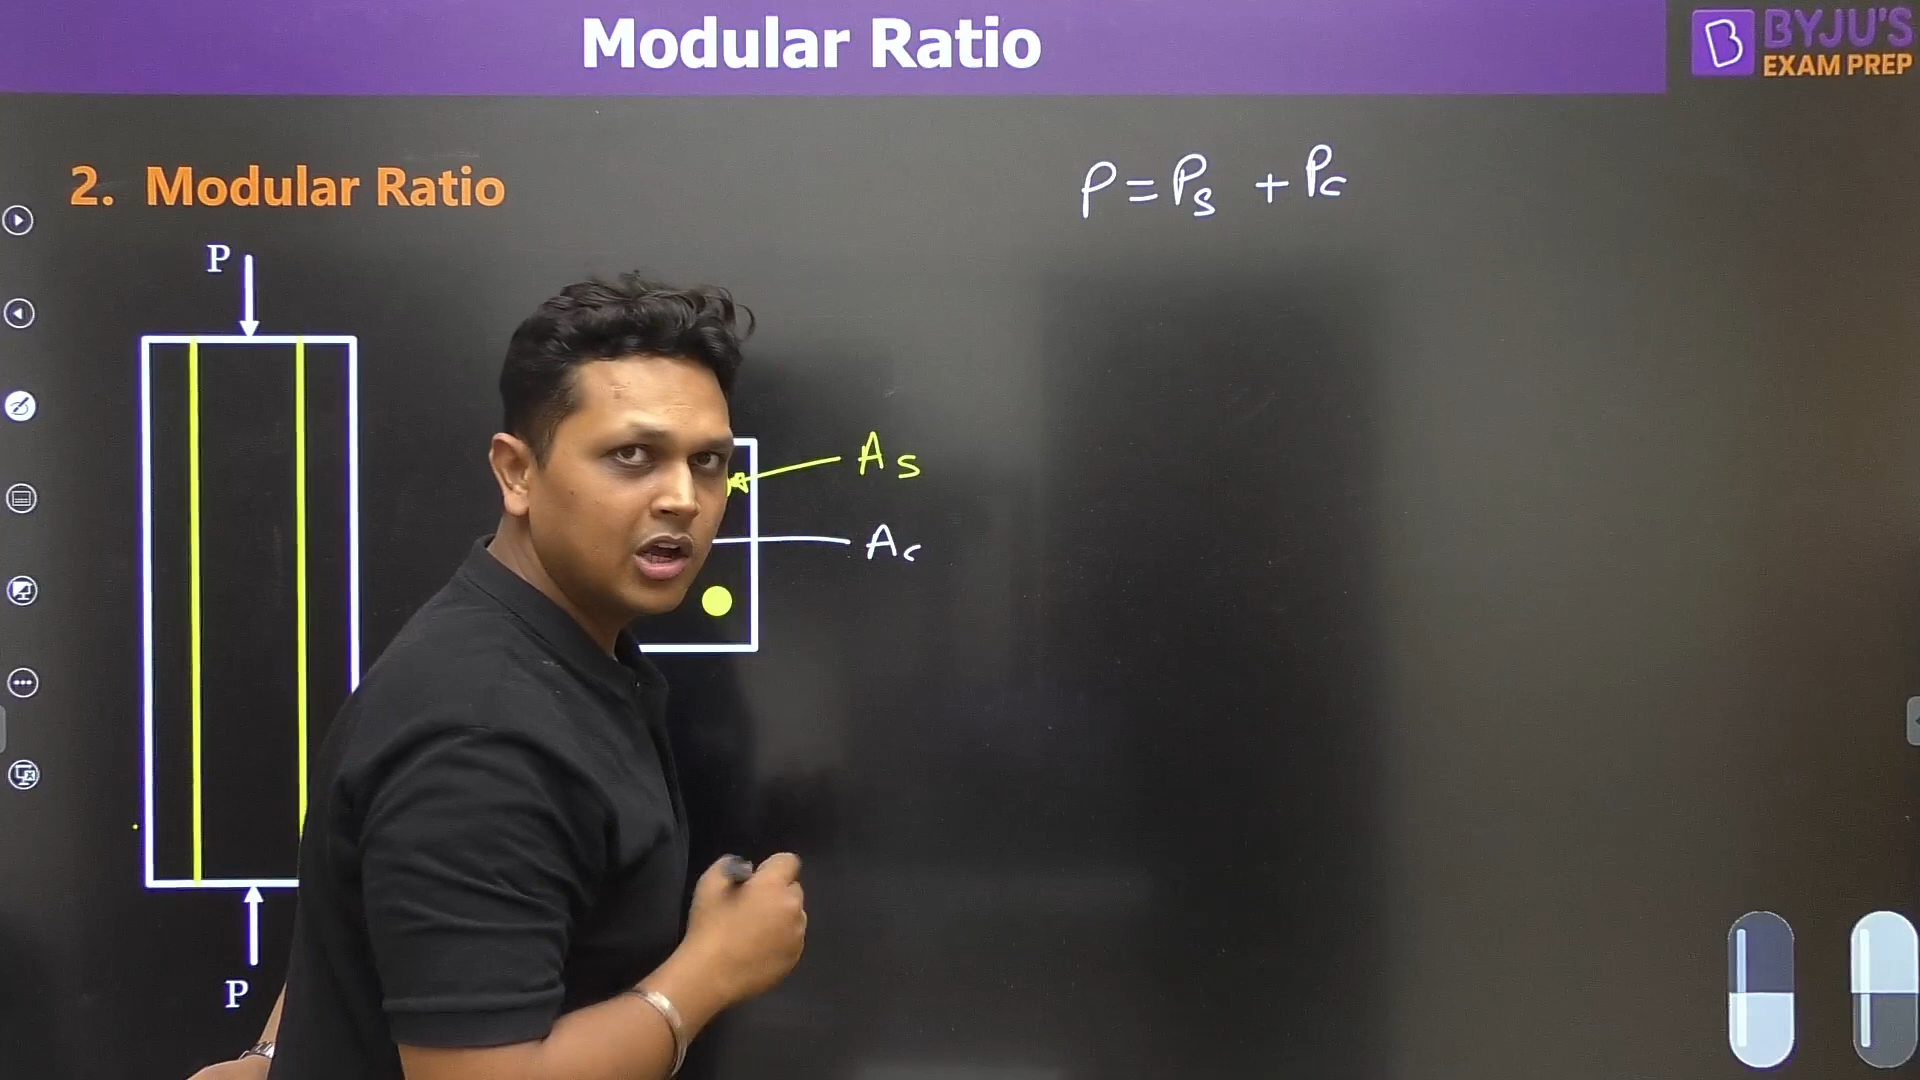 Modular Ratio
BYJU'S
EXAM PREP
2. Modular Ratio
P = Ps + Pc
P
As
Ac
P